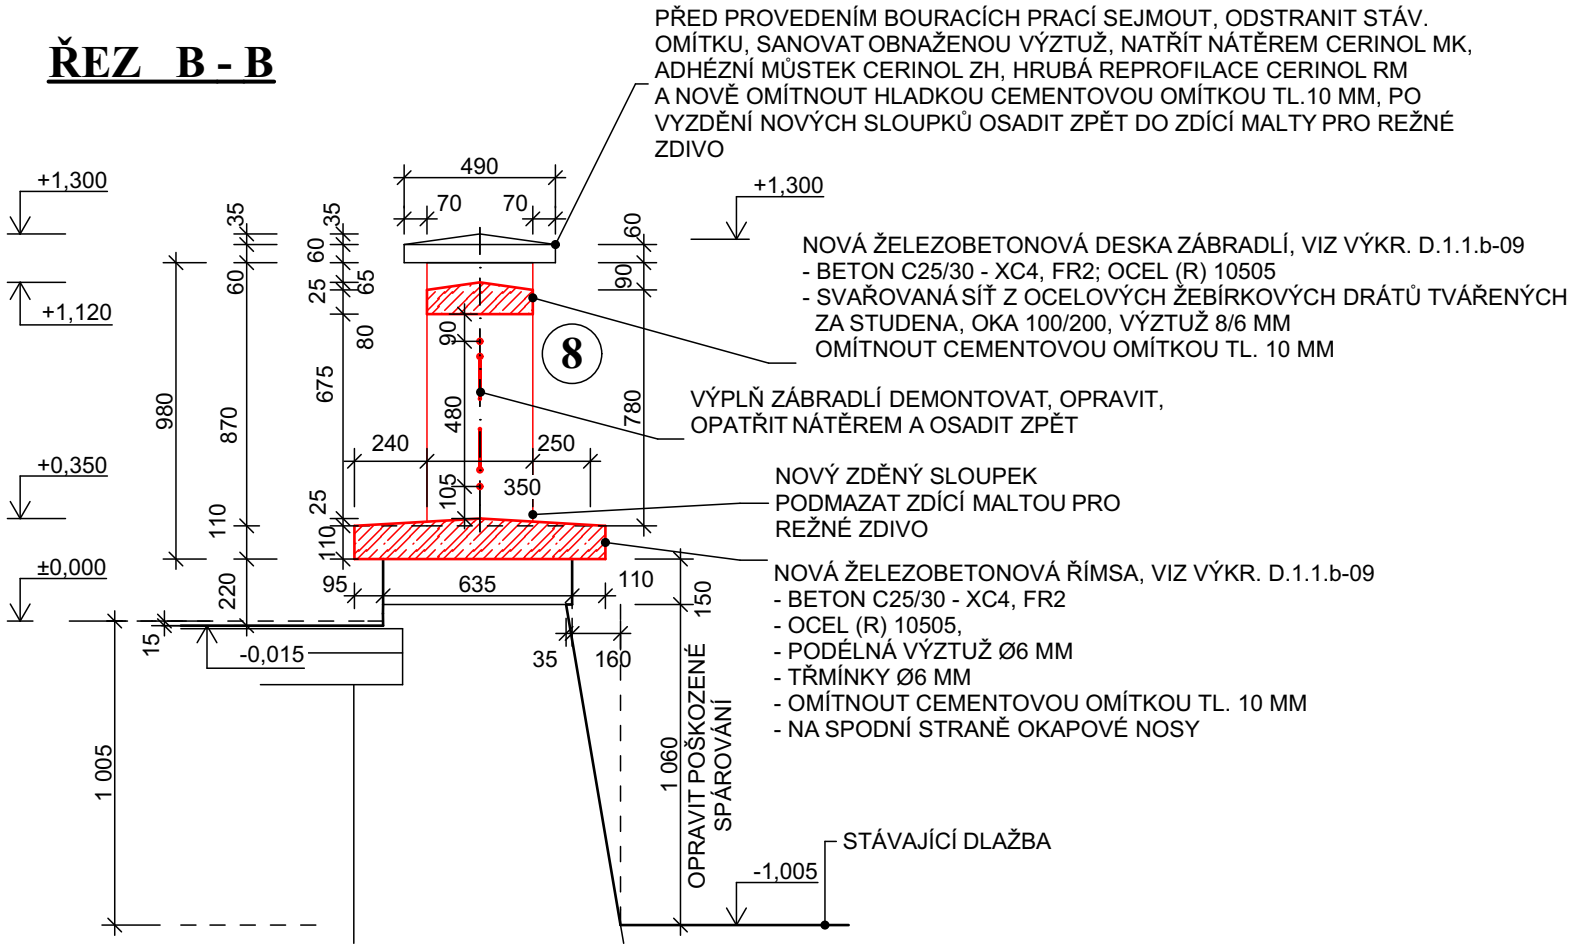 ŘEZ B - B
PŘED PROVEDENÍM BOURACÍCH PRACÍ SEJMOUT, ODSTRANIT STÁV.
OMÍTKU, SANOVAT OBNAŽENOU VÝZTUŽ, NATŘÍT NÁTĚREM CERINOL MK,
ADHÉZNÍ MŮSTEK CERINOL ZH, HRUBÁ REPROFILACE CERINOL RM
A NOVĚ OMÍTNOUT HLADKOU CEMENTOVOU OMÍTKOU TL.10 MM, PO
VYZDĚNÍ NOVÝCH SLOUPKŮ OSADIT ZPĚT DO ZDÍCÍ MALTY PRO REŽNÉ
ZDIVO
490
70
70
+1,300
+1,300
+1,120
+0,350
±0,000
-0,015
-1,005
35
60
870
110
220
980
15
1 005
35
60
65
25
80
675
25
110
90
480
105
60
90
780
8
240
250
350
95
635
110
150
35
160
1 060
OPRAVIT POŠKOZENÉ
SPÁROVÁNÍ
NOVÁ ŽELEZOBETONOVÁ DESKA ZÁBRADLÍ, VIZ VÝKR. D.1.1.b-09
- BETON C25/30 - XC4, FR2; OCEL (R) 10505
- SVAŘOVANÁ SÍŤ Z OCELOVÝCH ŽEBÍRKOVÝCH DRÁTŮ TVÁŘENÝCH
ZA STUDENA, OKA 100/200, VÝZTUŽ 8/6 MM
OMÍTNOUT CEMENTOVOU OMÍTKOU TL. 10 MM
VÝPLŇ ZÁBRADLÍ DEMONTOVAT, OPRAVIT,
OPATŘIT NÁTĚREM A OSADIT ZPĚT
NOVÝ ZDĚNÝ SLOUPEK
PODMAZAT ZDÍCÍ MALTOU PRO
REŽNÉ ZDIVO
NOVÁ ŽELEZOBETONOVÁ ŘÍMSA, VIZ VÝKR. D.1.1.b-09
- BETON C25/30 - XC4, FR2
- OCEL (R) 10505,
- PODÉLNÁ VÝZTUŽ Ø6 MM
- TŘMÍNKY Ø6 MM
- OMÍTNOUT CEMENTOVOU OMÍTKOU TL. 10 MM
- NA SPODNÍ STRANĚ OKAPOVÉ NOSY
STÁVAJÍCÍ DLAŽBA